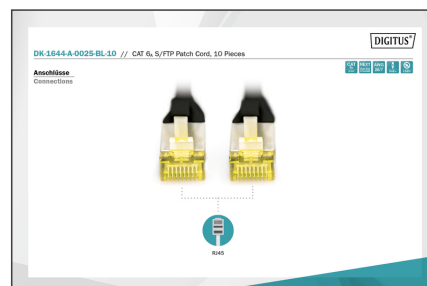 DIGITUS®
DK-1644-A-0025-BL-10 // CAT 6A S/FTP Patch Cord, 10 Pieces
Anschlüsse
Connections
RJ45